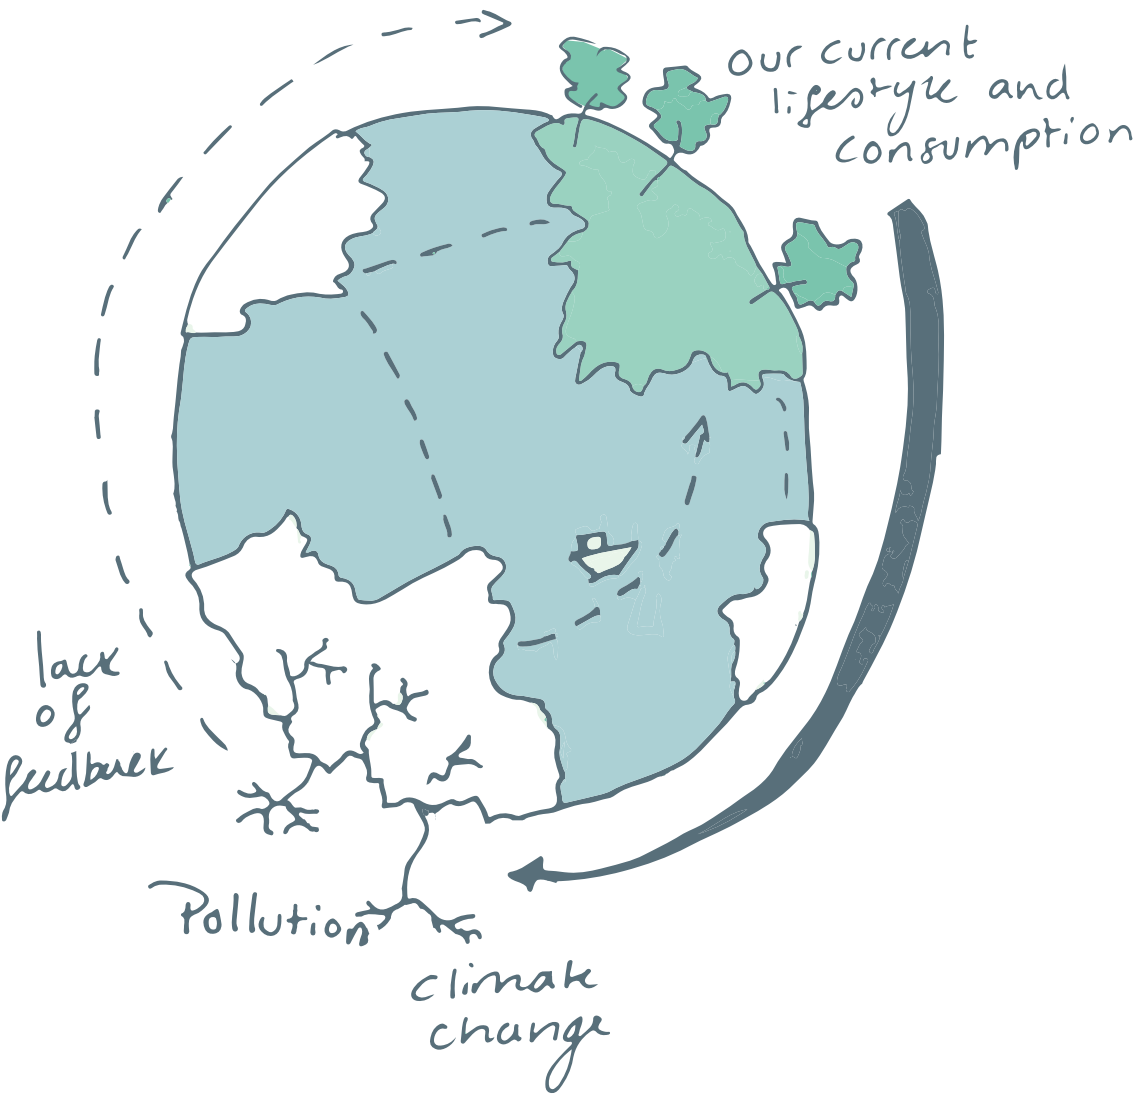 our current
lifestyle and
consumption
lack
of
feedback
Pollution
climate
change